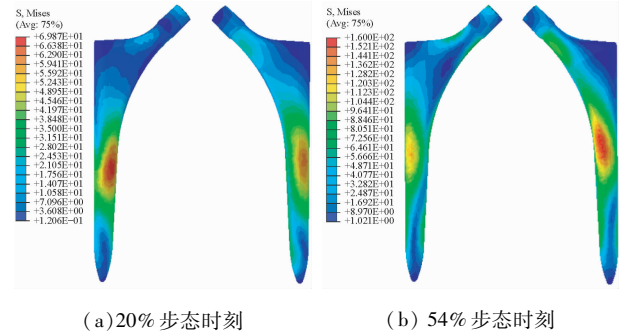 S, Mises
(Avg: 75%)
+6.987E+01
+6.638E+01
+6.290E+01
+5.941E+01
+5.592E+01
+5.243E+01
+4.895E+01
+4.546E+01
+4.197E+01
+3.848E+01
+3.500E+01
+3.151E+01
+2.802E+01
+2.453E+01
+2.105E+01
+1.756E+01
+1.407E+01
+1.058E+01
+7.096E+00
+3.608E+00
+1.206E-01
(a)20% 步态时刻
S, Mises
(Avg: 75%)
+1.600E+02
+1.521E+02
+1.441E+02
+1.362E+02
+1.282E+02
+1.203E+02
+1.123E+02
+1.044E+02
+9.641E+01
+8.846E+01
+8.051E+01
+7.256E+01
+6.461E+01
+5.666E+01
+4.871E+01
+4.077E+01
+3.282E+01
+2.487E+01
+1.692E+01
+8.970E+00
+1.021E+00
(b) 54% 步态时刻